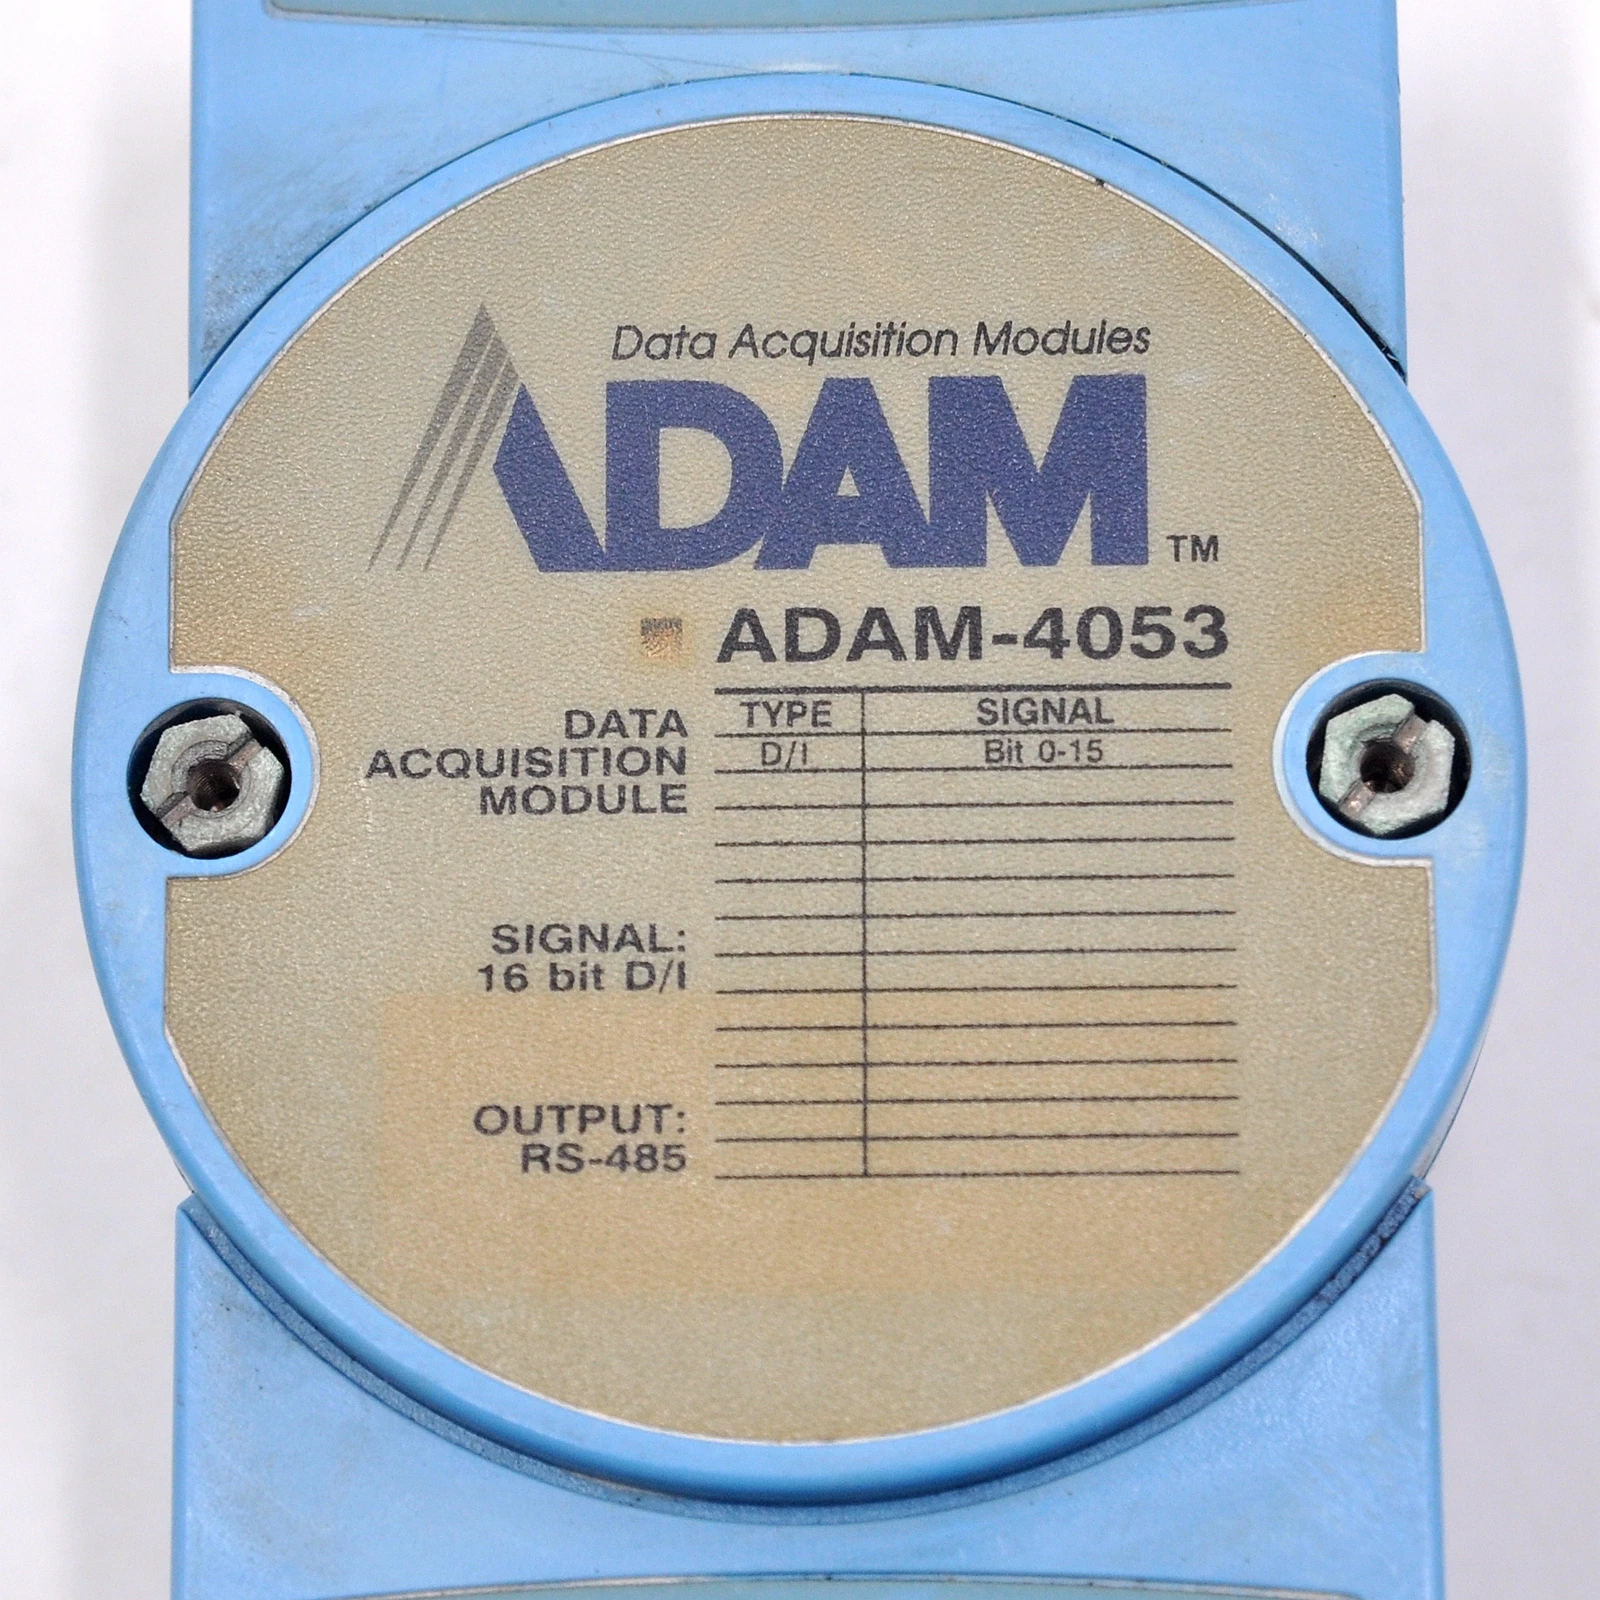 Data Acquisition Modules
ADAM TM
ADAM-4053
DATA
ACQUISITION
MODULE
TYPE SIGNAL
D/I Bit 0-15
SIGNAL:
16 bit D/I
OUTPUT:
RS-485